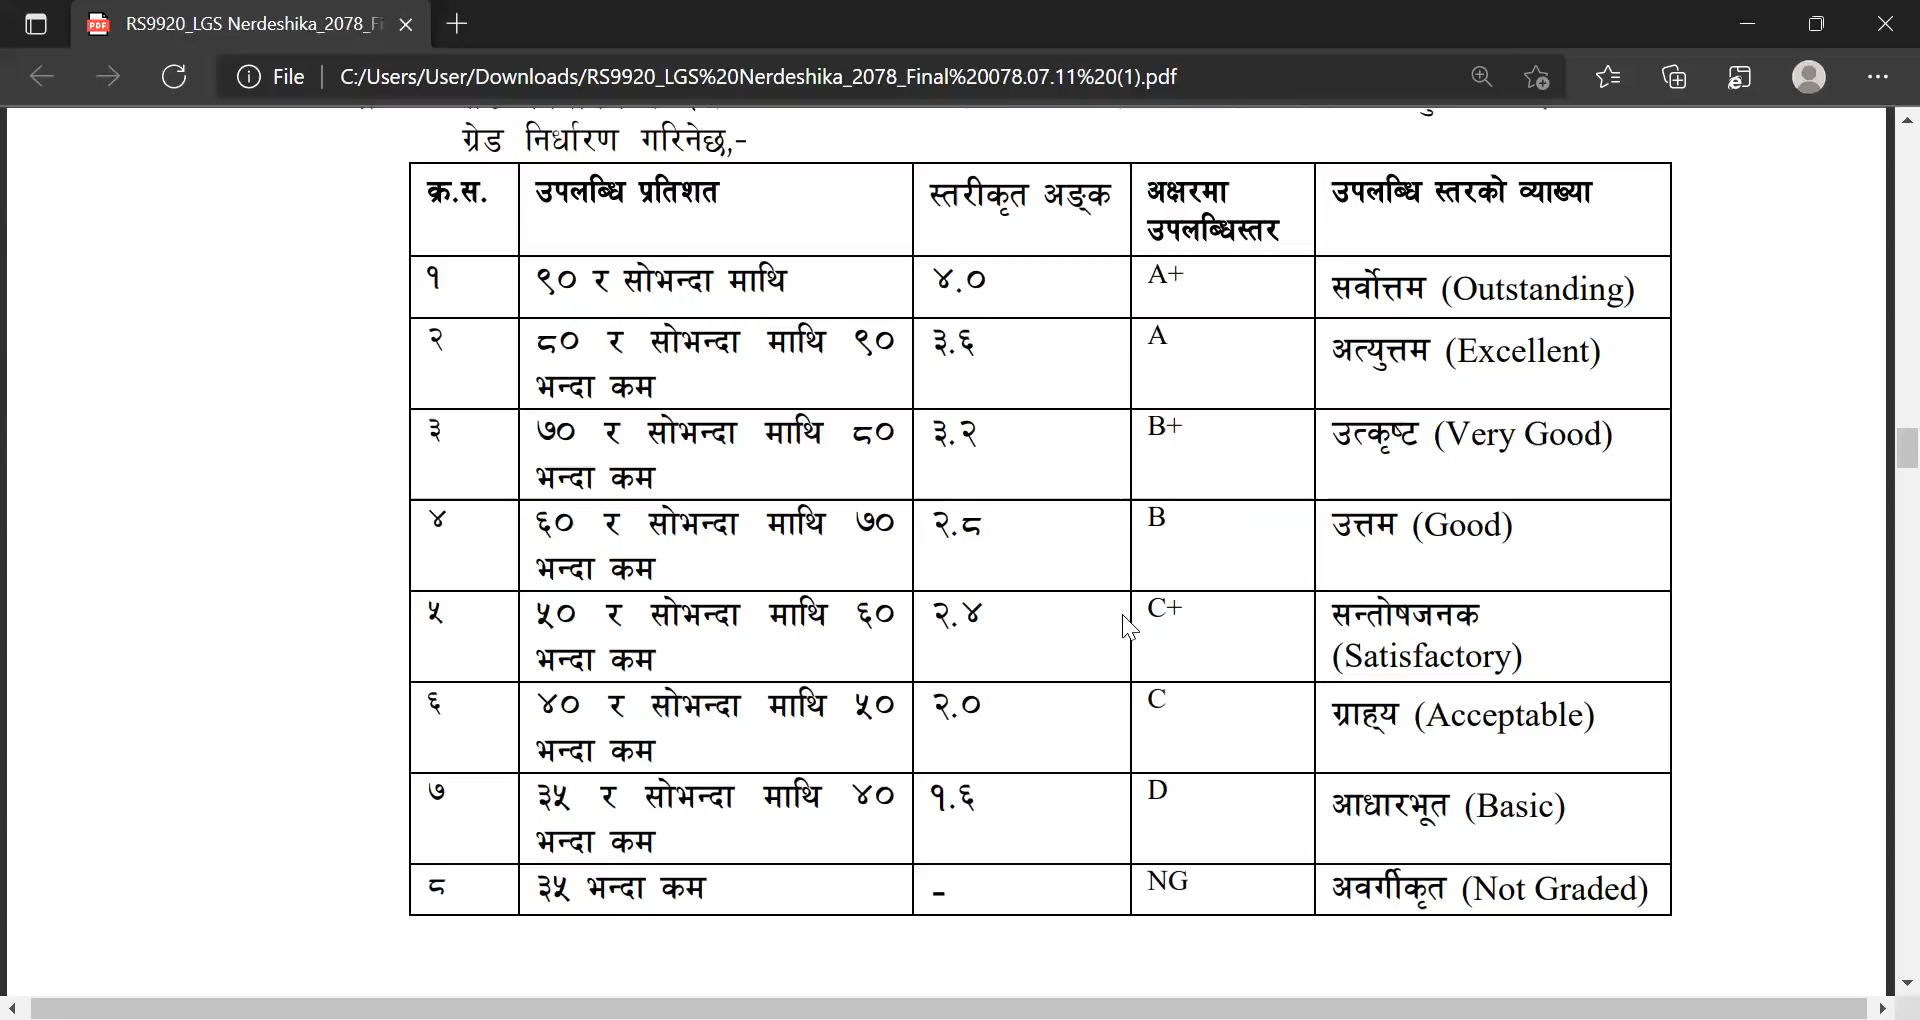 RS9920_LGS Nerdeshika_2078_Fi
File
C:/Users/User/Downloads/RS9920_LGS%20Nerdeshika_2078_Final%20078.07.11%20(1).pdf
ग्रेड निर्धारण गरिनेछ,-
क्र.स. उपलब्धि प्रतिशत स्तरीकृत अङ्क अक्षरमा उपलब्धि स्तरको व्याख्या
उपलब्धिस्तर
१ ९० र सोभन्दा माथि ४.० A+ सर्वोत्तम (Outstanding)
२ ८० र सोभन्दा माथि ९० ३.६ A अत्युत्तम (Excellent)
भन्दा कम
३ ७० र सोभन्दा माथि ८० ३.२ B+ उत्कृष्ट (Very Good)
भन्दा कम
४ ६० र सोभन्दा माथि ७० २.८ B उत्तम (Good)
भन्दा कम
५ ५० र सोभन्दा माथि ६० २.४ C+ सन्तोषजनक
भन्दा कम (Satisfactory)
६ ४० र सोभन्दा माथि ५० २.० C ग्राह्य (Acceptable)
भन्दा कम
७ ३५ र सोभन्दा माथि ४० १.६ D आधारभूत (Basic)
भन्दा कम
८ ३५ भन्दा कम - NG अवर्गीकृत (Not Graded)